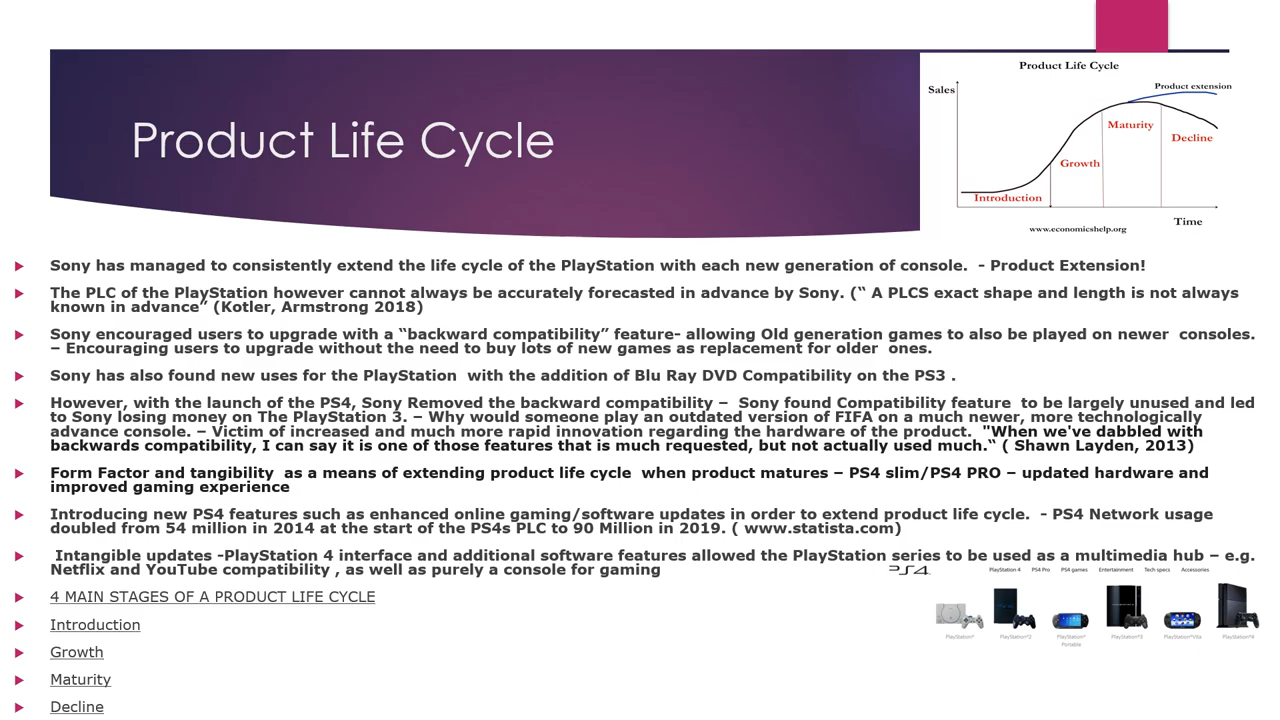 Product Life Cycle
Product Life Cycle
Sales
Product extension
Maturity
Decline
Growth
Introduction
Time
www.economicshelp.org
Sony has managed to consistently extend the life cycle of the PlayStation with each new generation of console.  - Product Extension!
The PLC of the PlayStation however cannot always be accurately forecasted in advance by Sony. (“ A PLCS exact shape and length is not always
known in advance” (Kotler, Armstrong 2018)
Sony encouraged users to upgrade with a “backward compatibility” feature- allowing Old generation games to also be played on newer  consoles.
– Encouraging users to upgrade without the need to buy lots of new games as replacement for older  ones.
Sony has also found new uses for the PlayStation  with the addition of Blu Ray DVD Compatibility on the PS3 .
However, with the launch of the PS4, Sony Removed the backward compatibility –  Sony found Compatibility feature  to be largely unused and led
to Sony losing money on The PlayStation 3. – Why would someone play an outdated version of FIFA on a much newer, more technologically
advance console. – Victim of increased and much more rapid innovation regarding the hardware of the product.  "When we've dabbled with
backwards compatibility, I can say it is one of those features that is much requested, but not actually used much.“ ( Shawn Layden, 2013)
Form Factor and tangibility  as a means of extending product life cycle  when product matures – PS4 slim/PS4 PRO – updated hardware and
improved gaming experience
Introducing new PS4 features such as enhanced online gaming/software updates in order to extend product life cycle.  - PS4 Network usage
doubled from 54 million in 2014 at the start of the PS4s PLC to 90 Million in 2019. ( www.statista.com)
Intangible updates -PlayStation 4 interface and additional software features allowed the PlayStation series to be used as a multimedia hub – e.g.
Netflix and YouTube compatibility , as well as purely a console for gaming
PS4 PlayStation 4 PS4 Pro PS4 games Entertainment Tech specs Accessories
PlayStation® PlayStation®2 PlayStation® Portable PlayStation®3 PlayStation®Vita PlayStation®4
4 MAIN STAGES OF A PRODUCT LIFE CYCLE
Introduction
Growth
Maturity
Decline